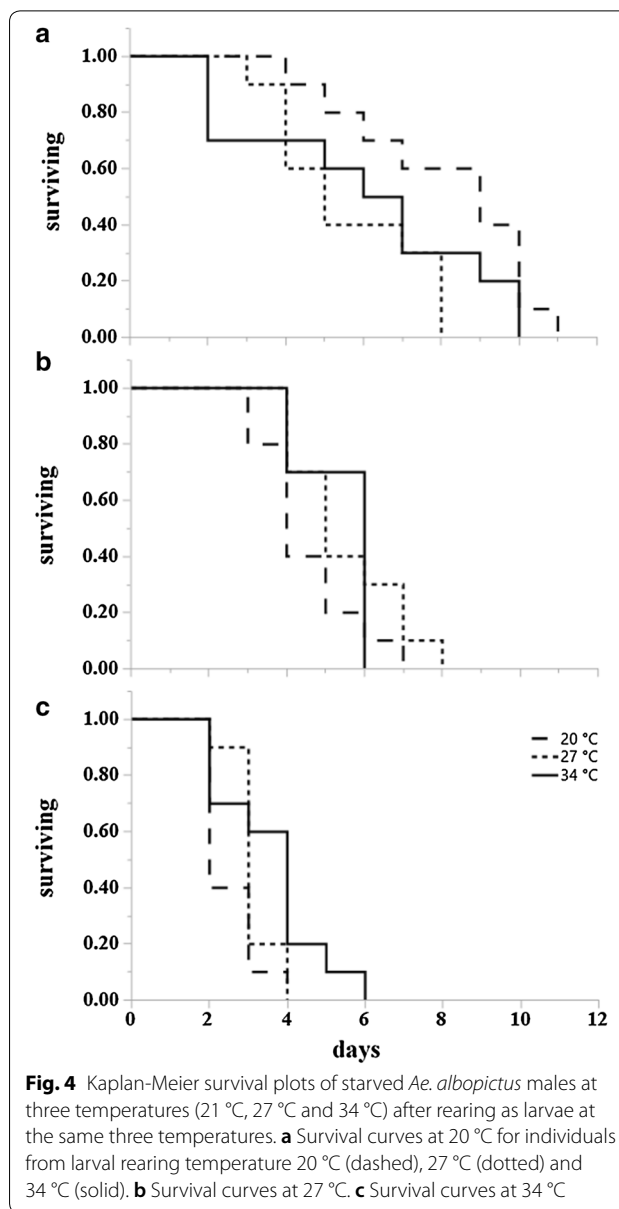 a
1.00
0.80
0.60
0.40
0.20
0.00
surviving
b
1.00
0.80
0.60
0.40
0.20
0.00
surviving
c
1.00
0.80
0.60
0.40
0.20
0.00
surviving
20 °C
27 °C
34 °C
0 2 4 6 8 10 12
days
Fig. 4 Kaplan-Meier survival plots of starved Ae. albopictus males at
three temperatures (21 °C, 27 °C and 34 °C) after rearing as larvae at
the same three temperatures. a Survival curves at 20 °C for individuals
from larval rearing temperature 20 °C (dashed), 27 °C (dotted) and
34 °C (solid). b Survival curves at 27 °C. c Survival curves at 34 °C